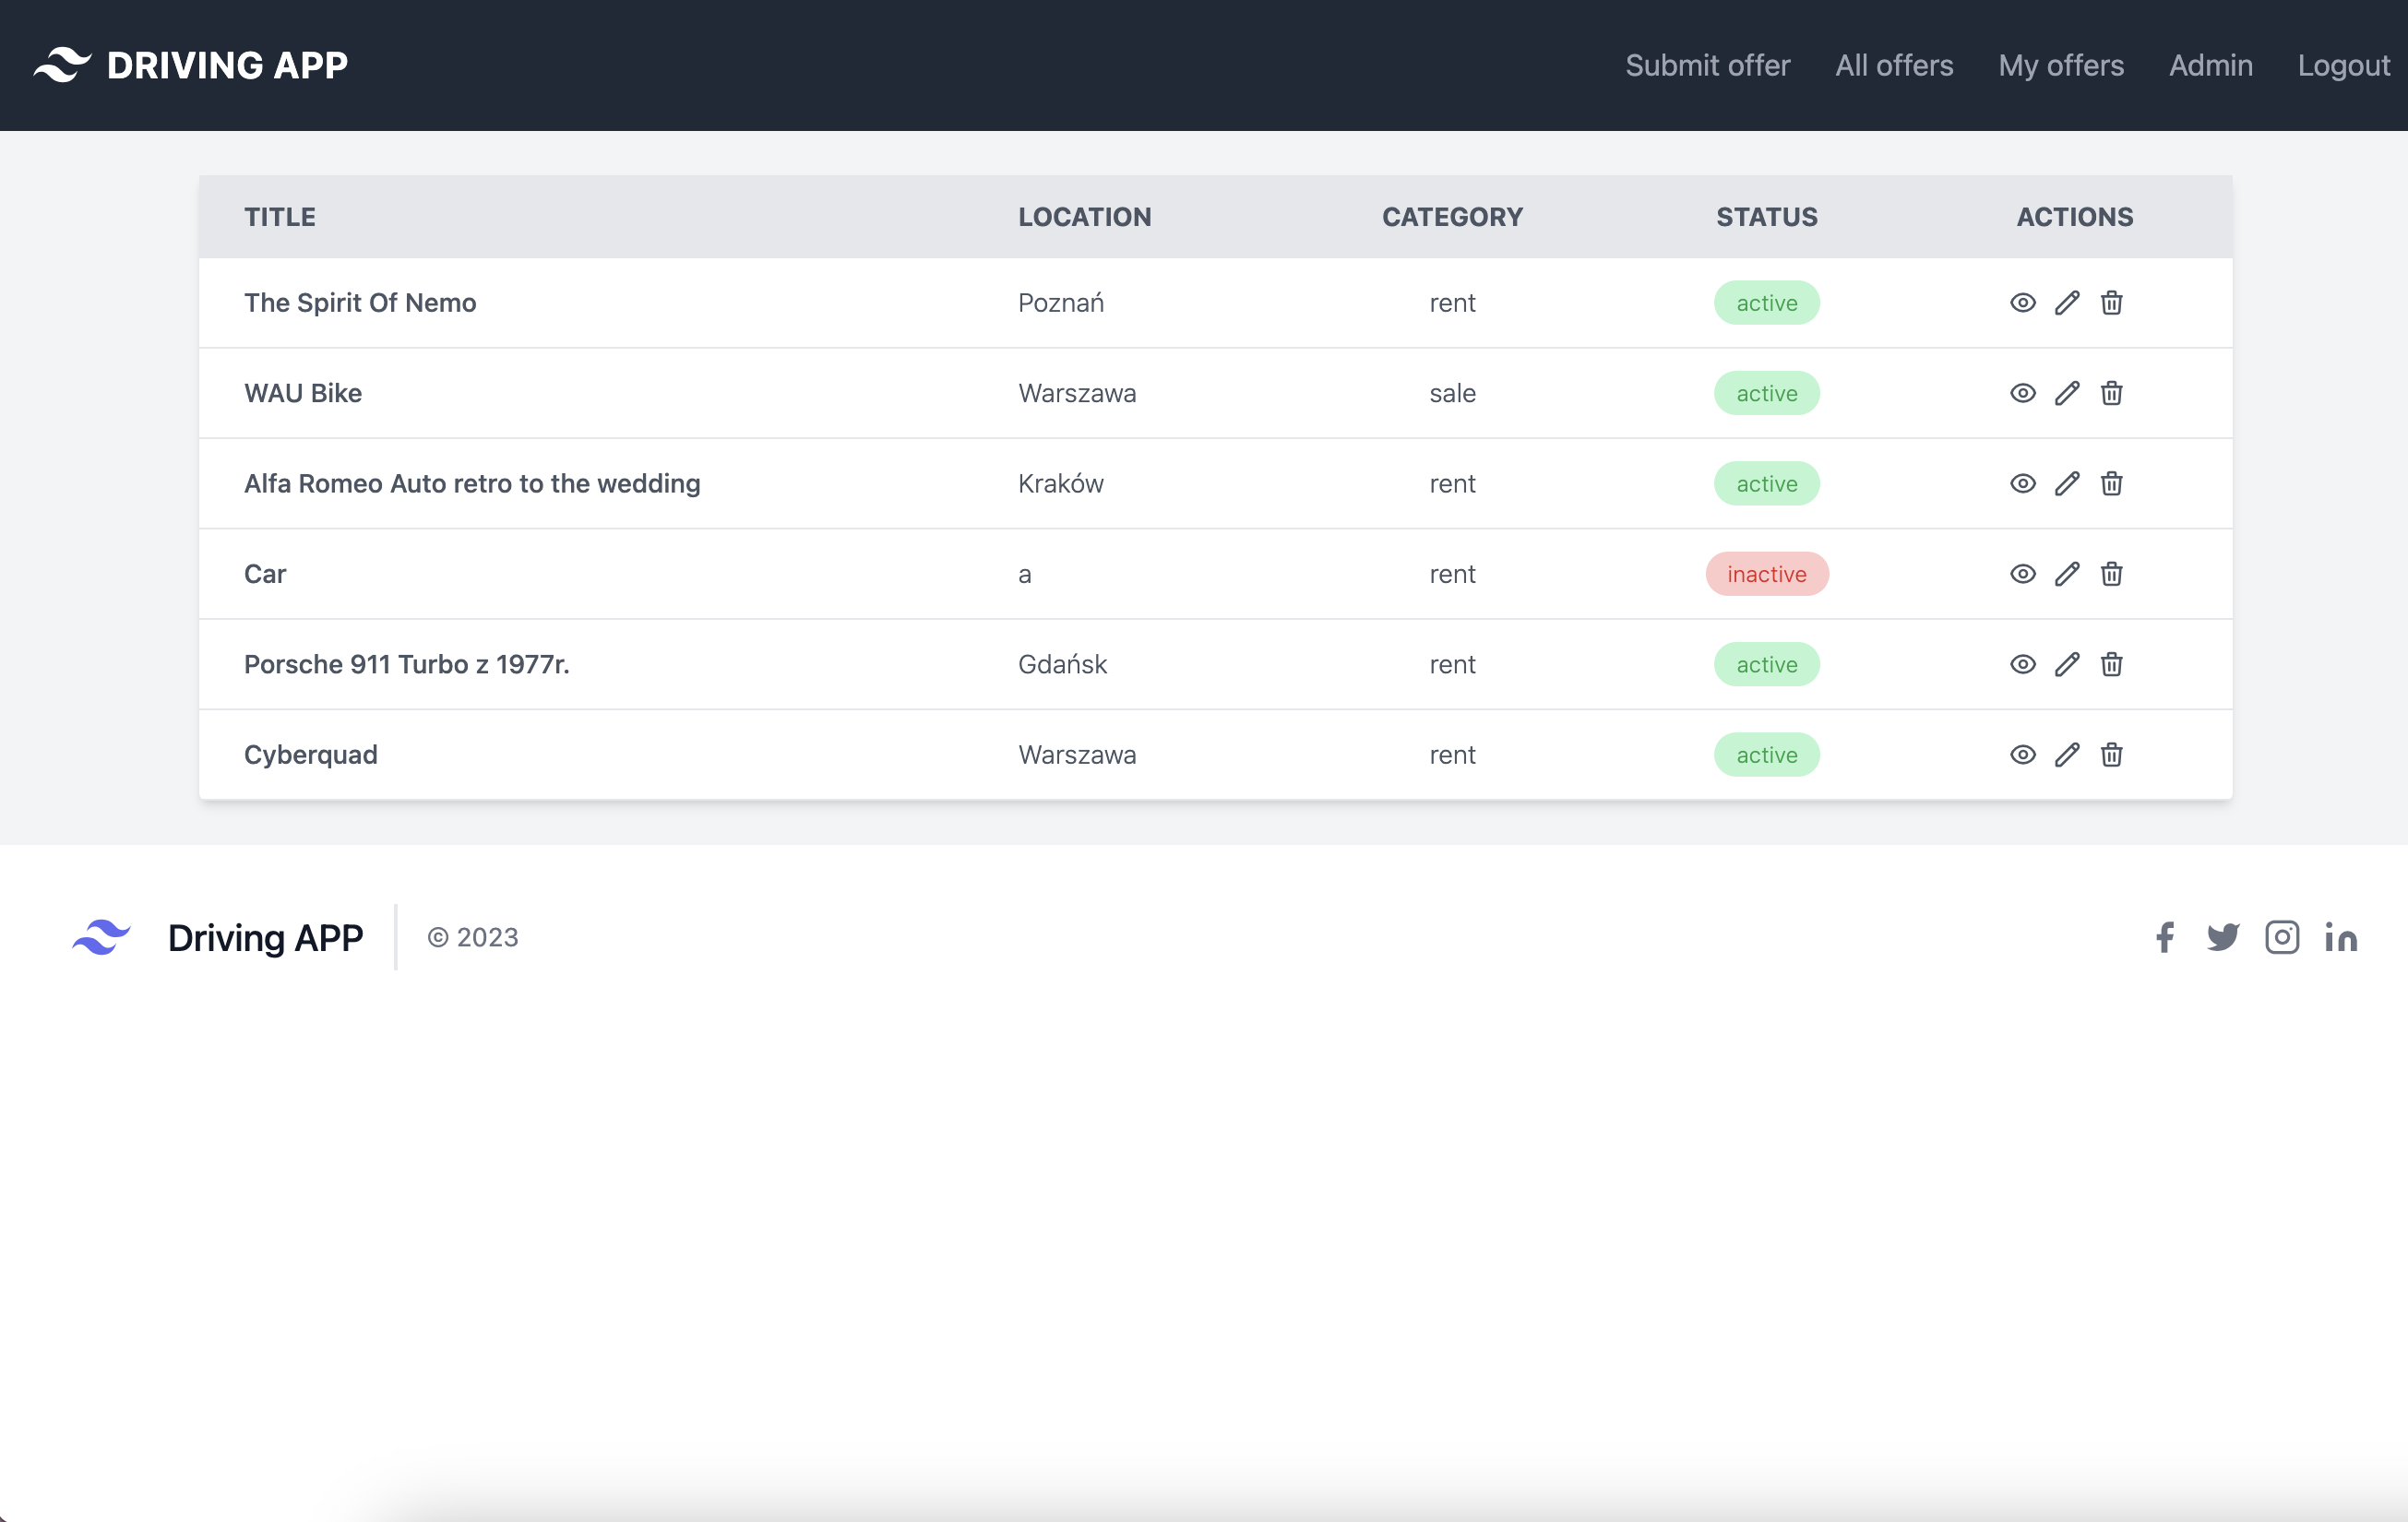 DRIVING APP Submit offer All offers My offers Admin Logout
TITLE LOCATION CATEGORY STATUS ACTIONS
The Spirit Of Nemo Poznań rent active
WAU Bike Warszawa sale active
Alfa Romeo Auto retro to the wedding Kraków rent active
Car a rent inactive
Porsche 911 Turbo z 1977r. Gdańsk rent active
Cyberquad Warszawa rent active
Driving APP © 2023